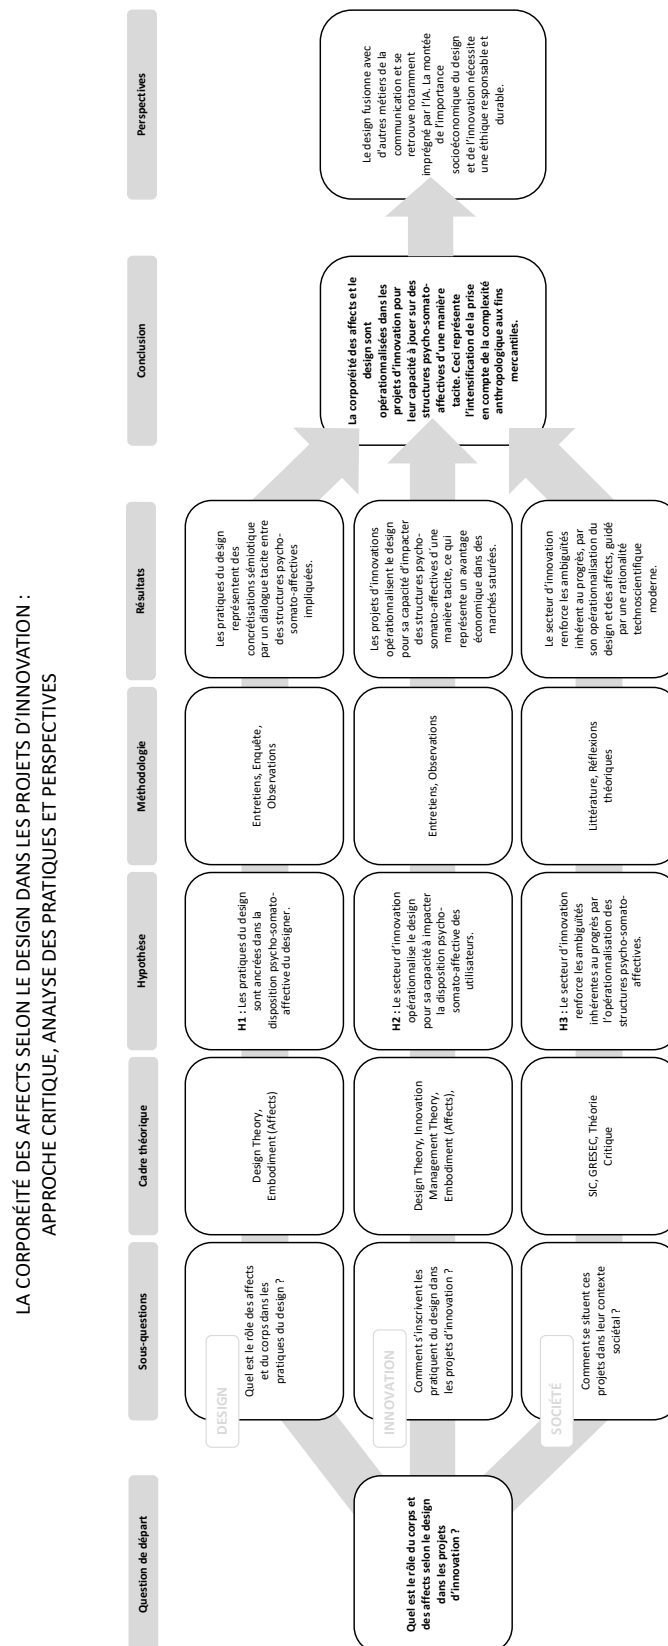 LA CORPORÉITÉ DES AFFECTS SELON LE DESIGN DANS LES PROJETS D'INNOVATION :
APPROCHE CRITIQUE, ANALYSE DES PRATIQUES ET PERSPECTIVES
Question de départ
Sous-questions
Cadre théorique
Hypothèse
Méthodologie
Résultats
Conclusion
Perspectives
Quel est le rôle du corps et
des affects selon le design
dans les projets
d'innovation ?
DESIGN
Quel est le rôle des affects
et du corps dans les
pratiques du design ?
Design Theory,
Embodiment (Affects)
H1 : Les pratiques du design
sont ancrées dans la
disposition psycho-somato-
affective du designer.
Entretiens, Enquête,
Observations
Les pratiques du design
représentent des
concrétisations sémiotique
par un dialogue tacite entre
des structures psycho-
somato-affectives
impliquées.
INNOVATION
Comment s'inscrivent les
pratiquent du design dans
les projets d'innovation ?
Design Theory, Innovation
Management Theory,
Embodiment (Affects),
H2 : Le secteur d'innovation
opérationnalise le design
pour sa capacité à impacter
la disposition psycho-
somato-affective des
utilisateurs.
Entretiens, Observations
Les projets d'innovations
opérationnalisent le design
pour sa capacité d'impacter
des structures psycho-
somato-affectives d'une
manière tacite, ce qui
représente un avantage
économique dans des
marchés saturées.
SOCIÉTÉ
Comment se situent ces
projets dans leur contexte
sociétal ?
SIC, GRESEC, Théorie
Critique
H3 : Le secteur d'innovation
renforce les ambiguïtés
inhérentes au progrès par
l'opérationnalisation des
structures psycho-somato-
affectives.
Littérature, Réflexions
théoriques
Le secteur d'innovation
renforce les ambiguïtés
inhérent au progrès, par
son opérationnalisation du
design et des affects, guidé
par une rationalité
technoscientifique
moderne.
La corporéité des affects et le
design sont
opérationnalisées dans les
projets d'innovation pour
leur capacité à jouer sur des
structures psycho-somato-
affectives d'une manière
tacite. Ceci représente
l'intensification de la prise
en compte de la complexité
anthropologique aux fins
mercantiles.
Le design fusionne avec
d'autres métiers de la
communication et se
retrouve notamment
imprégné par l'IA. La montée
de l'importance
socioéconomique du design
et de l'innovation nécessite
une éthique responsable et
durable.